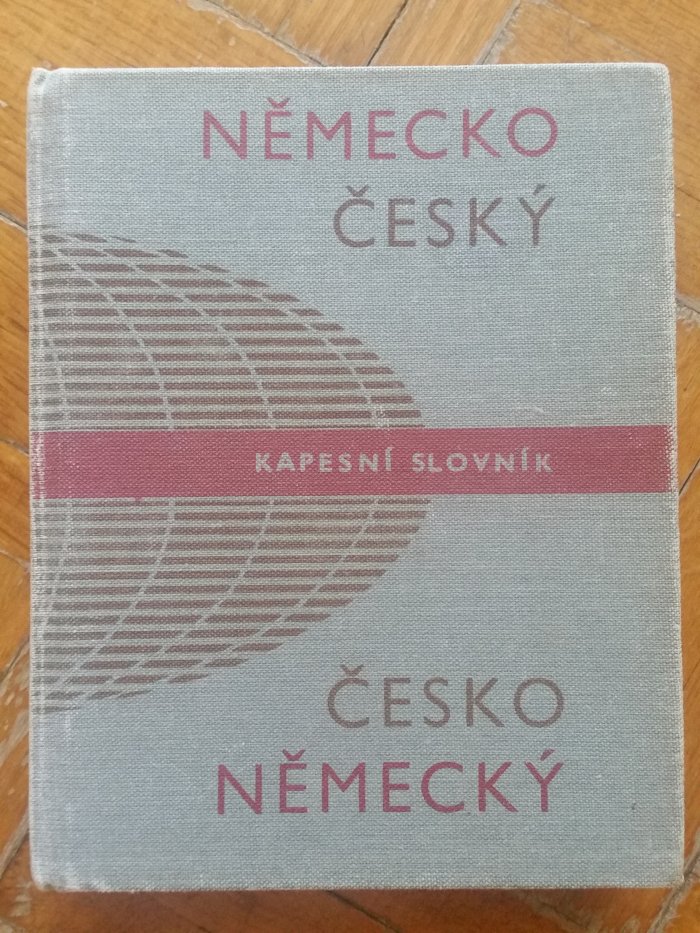 NĚMECKO
ČESKÝ
KAPESNÍ SLOVNÍK
ČESKO
NĚMECKÝ